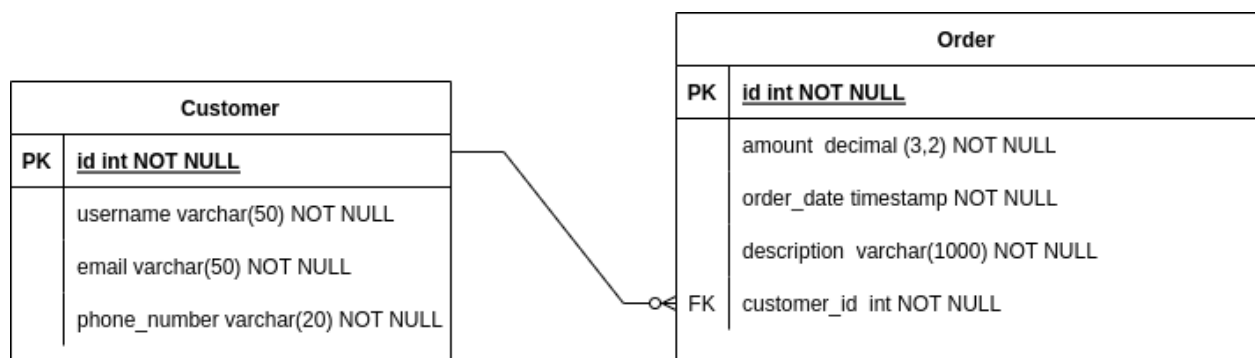 Customer
PK id int NOT NULL
username varchar(50) NOT NULL
email varchar(50) NOT NULL
phone_number varchar(20) NOT NULL
Order
PK id int NOT NULL
amount decimal (3,2) NOT NULL
order_date timestamp NOT NULL
description varchar(1000) NOT NULL
FK customer_id int NOT NULL